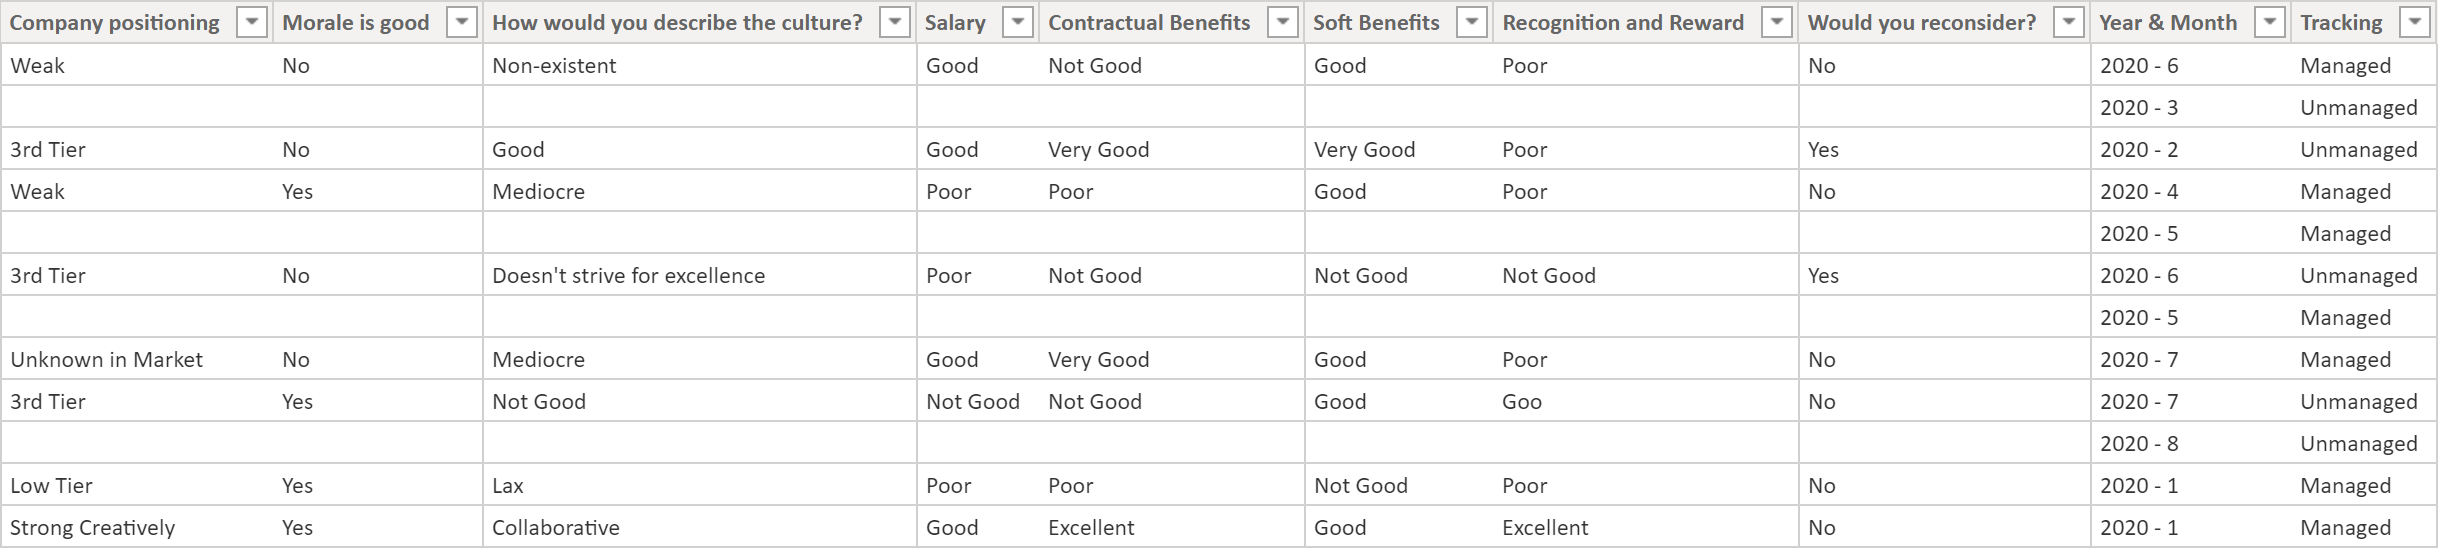 Company positioning Morale is good How would you describe the culture? Salary Contractual Benefits Soft Benefits Recognition and Reward Would you reconsider? Year & Month Tracking
Weak No Non-existent Good Not Good Good Poor No 2020 - 6 Managed
2020 - 3 Unmanaged
3rd Tier No Good Good Very Good Very Good Poor Yes 2020 - 2 Unmanaged
Weak Yes Mediocre Poor Poor Good Poor No 2020 - 4 Managed
2020 - 5 Managed
3rd Tier No Doesn't strive for excellence Poor Not Good Not Good Not Good Yes 2020 - 6 Unmanaged
2020 - 5 Managed
Unknown in Market No Mediocre Good Very Good Good Poor No 2020 - 7 Managed
3rd Tier Yes Not Good Not Good Not Good Good Goo No 2020 - 7 Unmanaged
2020 - 8 Unmanaged
Low Tier Yes Lax Poor Poor Not Good Poor No 2020 - 1 Managed
Strong Creatively Yes Collaborative Good Excellent Good Excellent No 2020 - 1 Managed